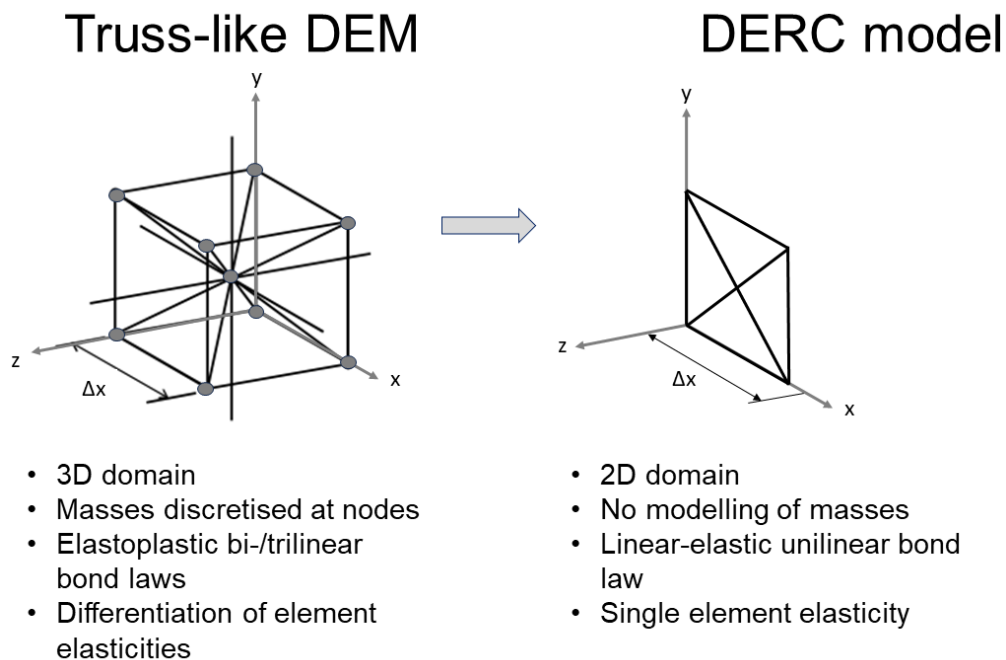 Truss-like DEM
DERC model
y
z
Δx
x
y
z
Δx
x
• 3D domain
• Masses discretised at nodes
• Elastoplastic bi-/trilinear
bond laws
• Differentiation of element
elasticities
• 2D domain
• No modelling of masses
• Linear-elastic unilinear bond
law
• Single element elasticity